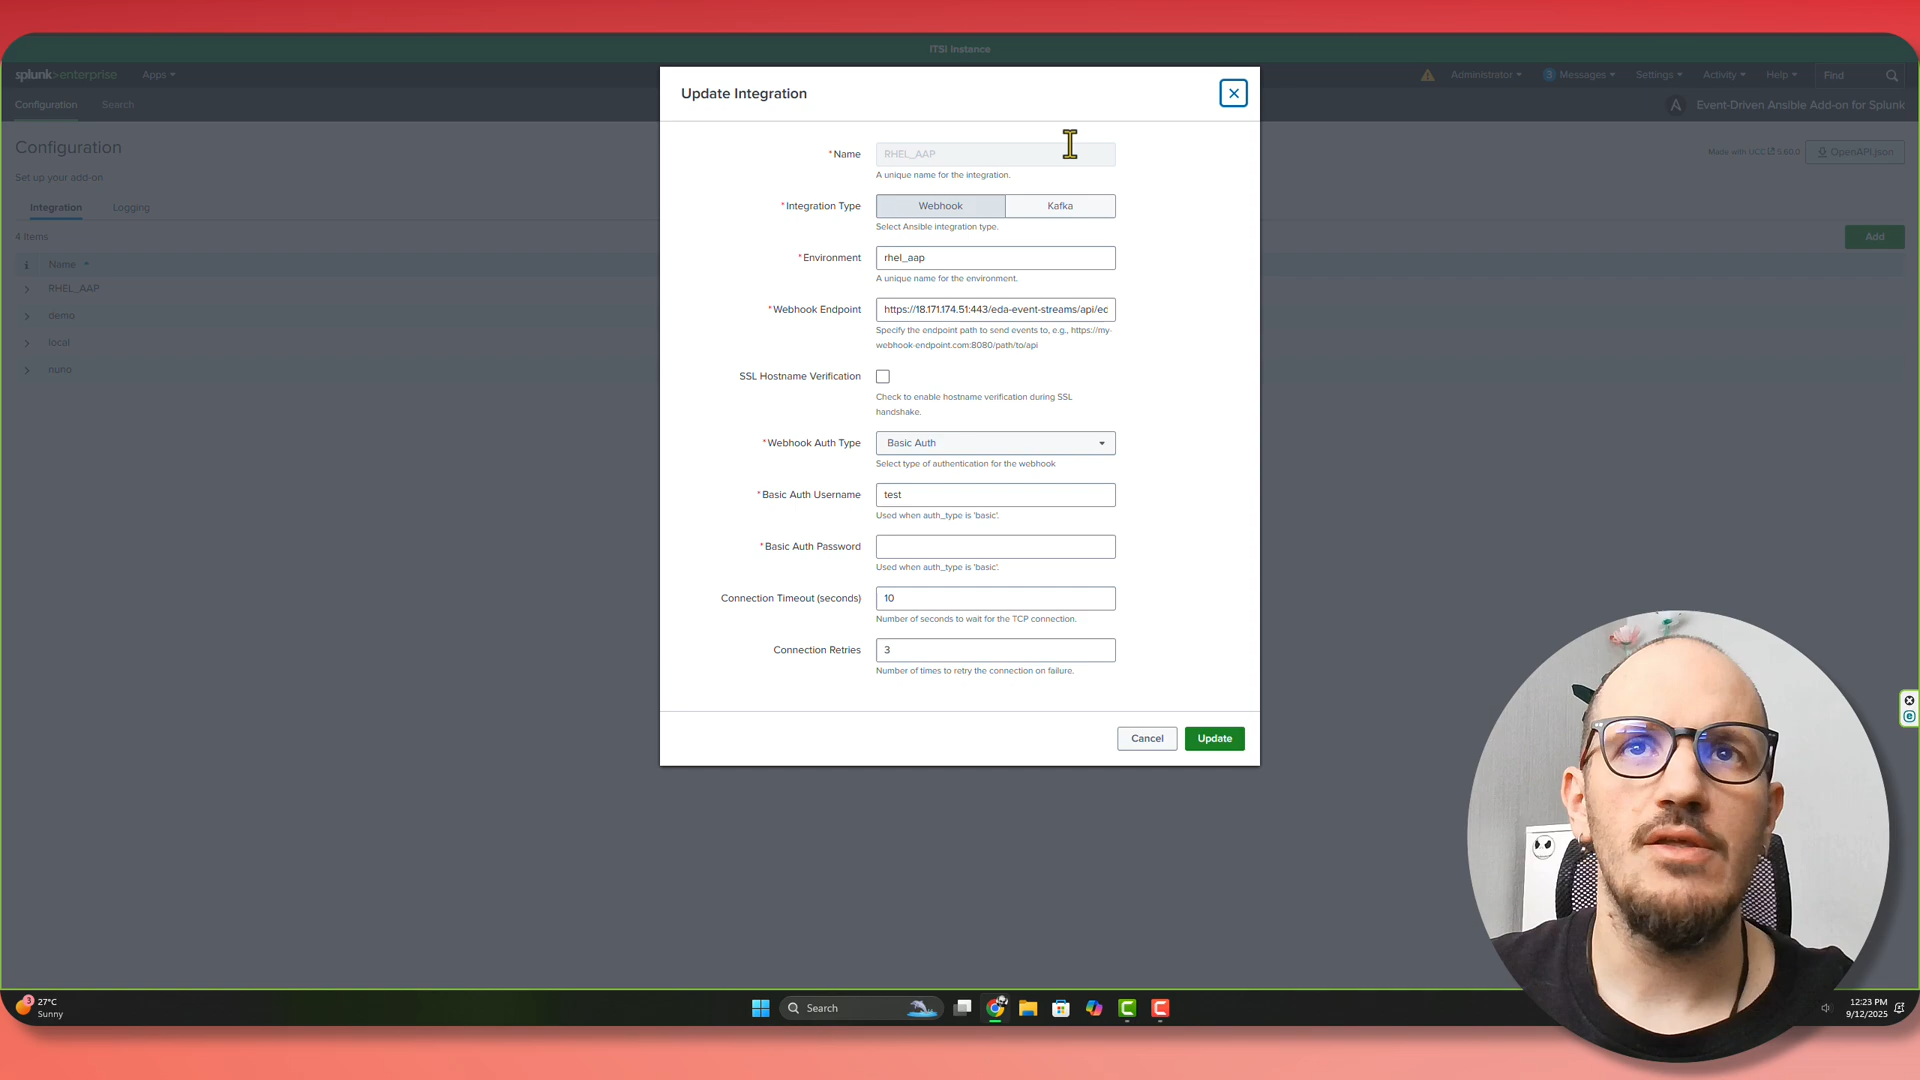 ITSI Instance
splunk>enterprise Apps
Administrator 3 Messages Settings Activity Help Find
Configuration Search
Event-Driven Ansible Add-on for Splunk
Configuration
Made with UCC 5.60.0 OpenAPI.json
Set up your add-on
Integration Logging
4 Items
Add
i Name
RHEL_AAP
demo
local
nuno
Update Integration
*Name RHEL_AAP
A unique name for the integration.
*Integration Type Webhook Kafka
Select Ansible integration type.
*Environment rhel_aap
A unique name for the environment.
*Webhook Endpoint https://18.171.174.51:443/eda-event-streams/api/ec
Specify the endpoint path to send events to, e.g., https://my-
webhook-endpoint.com:8080/path/to/api
SSL Hostname Verification
Check to enable hostname verification during SSL
handshake.
*Webhook Auth Type Basic Auth
Select type of authentication for the webhook
*Basic Auth Username test
Used when auth_type is 'basic'.
*Basic Auth Password
Used when auth_type is 'basic'.
Connection Timeout (seconds) 10
Number of seconds to wait for the TCP connection.
Connection Retries 3
Number of times to retry the connection on failure.
Cancel Update
3 27°C
Sunny
Search
12:23 PM
9/12/2025